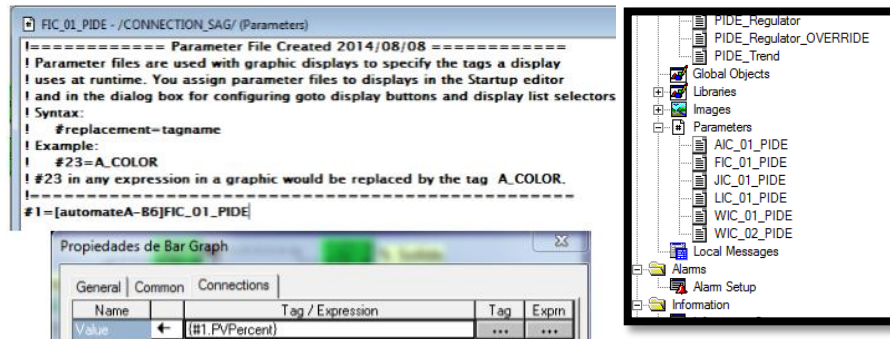 FIC_01_PIDE - /CONNECTION_SAG/ (Parameters)
!============ Parameter File Created 2014/08/08 ============
! Parameter files are used with graphic displays to specify the tags a display
! uses at runtime. You assign parameter files to displays in the Startup editor
! and in the dialog box for configuring goto display buttons and display list selectors
! Syntax:
! #replacement=tagname
! Example:
! #23=A_COLOR
! #23 in any expression in a graphic would be replaced by the tag A_COLOR.
!-------------------------------------------------------
#1=[automateA-B6]FIC_01_PIDE
Propiedades de Bar Graph
General Common Connections
Name Tag / Expression Tag Exprn
Value {#1.PVPercent} ... ...
PIDE_Regulator
PIDE_Regulator_OVERRIDE
PIDE_Trend
Global Objects
Libraries
Images
Parameters
AIC_01_PIDE
FIC_01_PIDE
JIC_01_PIDE
LIC_01_PIDE
WIC_01_PIDE
WIC_02_PIDE
Local Messages
Alarms
Alarm Setup
Information